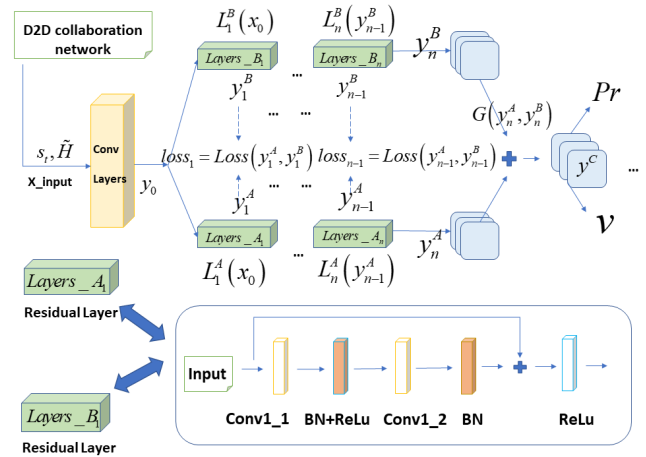 D2D collaboration
network
L_1^B(x_0)
L_n^B(y_{n-1}^B)
Layers_B_1
...
Layers_B_n
y_n^B
y_1^B
...
y_{n-1}^B
G(y_n^A, y_n^B)
Pr
s_t, H̃
X_input
Conv
Layers
y_0
loss_1 = Loss(y_1^A, y_1^B)
loss_{n-1} = Loss(y_{n-1}^A, y_{n-1}^B)
y^C
...
...
...
y_1^A
...
y_{n-1}^A
v
Layers_A_1
...
Layers_A_n
y_n^A
L_1^A(x_0)
L_n^A(y_{n-1}^A)
Layers_A_1
Residual Layer
Layers_B_1
Residual Layer
Input
Conv1_1
BN+ReLu
Conv1_2
BN
ReLu